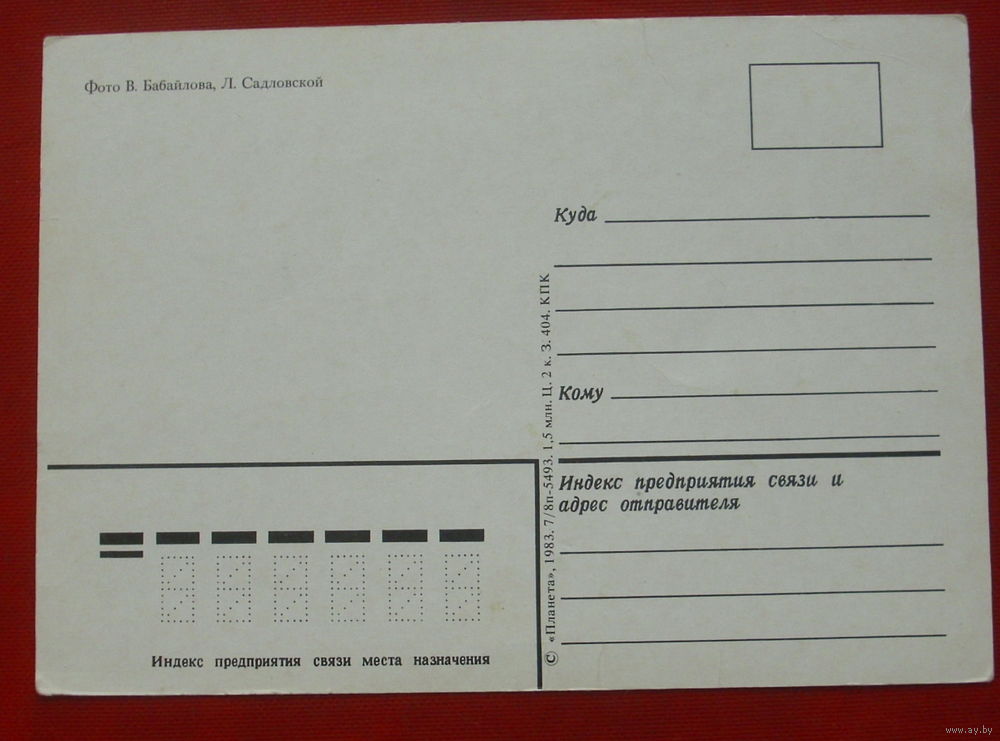 Фото В. Бабайлова, Л. Садловской
Куда
Кому
Индекс предприятия связи и
адрес отправителя
© «Планета», 1983. 7/8п-5493. 1,5 млн. Ц. 2 к. З. 404. КПК
Индекс предприятия связи места назначения
www.ay.by